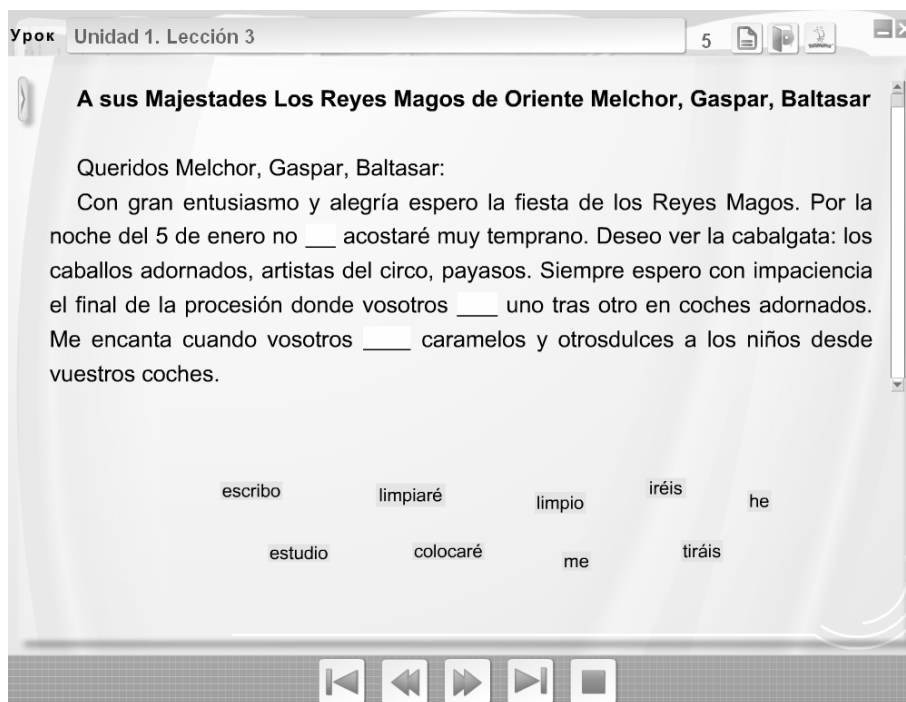 Урок Unidad 1. Lección 3 5
A sus Majestades Los Reyes Magos de Oriente Melchor, Gaspar, Baltasar
Queridos Melchor, Gaspar, Baltasar:
Con gran entusiasmo y alegría espero la fiesta de los Reyes Magos. Por la
noche del 5 de enero no ___ acostaré muy temprano. Deseo ver la cabalgata: los
caballos adornados, artistas del circo, payasos. Siempre espero con impaciencia
el final de la procesión donde vosotros ____ uno tras otro en coches adornados.
Me encanta cuando vosotros _____ caramelos y otrosdulces a los niños desde
vuestros coches.
escribo limpiaré limpio iréis he
estudio colocaré me tiráis